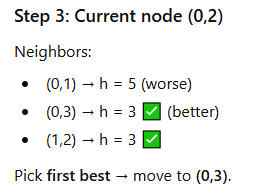 Step 3: Current node (0,2)
Neighbors:
• (0,1) → h = 5 (worse)
• (0,3) → h = 3 ✅ (better)
• (1,2) → h = 3 ✅
Pick first best → move to (0,3).